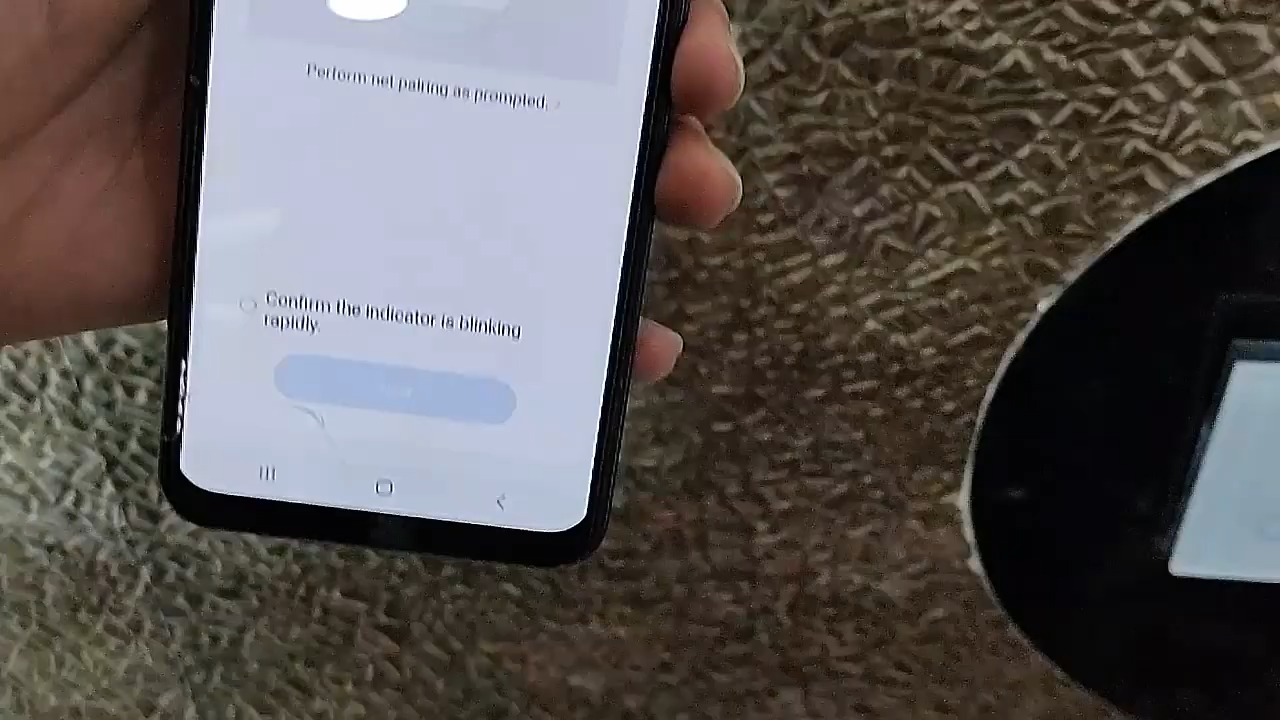 Perform net pairing as prompted.
Confirm the indicator is blinking
rapidly.